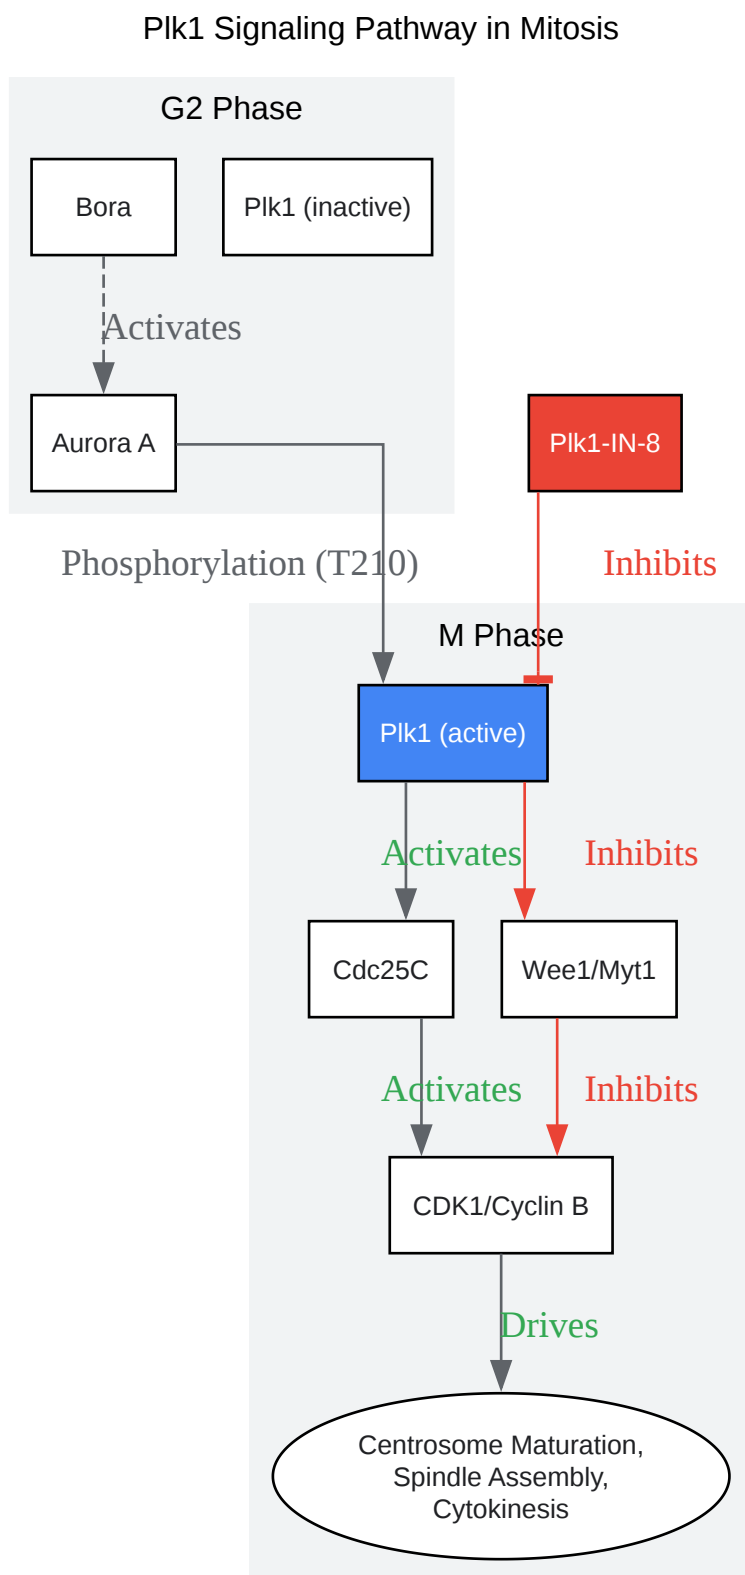 Plk1 Signaling Pathway in Mitosis
G2 Phase
Bora
Plk1 (inactive)
Activates
Aurora A
Plk1-IN-8
Phosphorylation (T210)
Inhibits
M Phase
Plk1 (active)
Activates
Inhibits
Cdc25C
Wee1/Myt1
Activates
Inhibits
CDK1/Cyclin B
Drives
Centrosome Maturation,
Spindle Assembly,
Cytokinesis